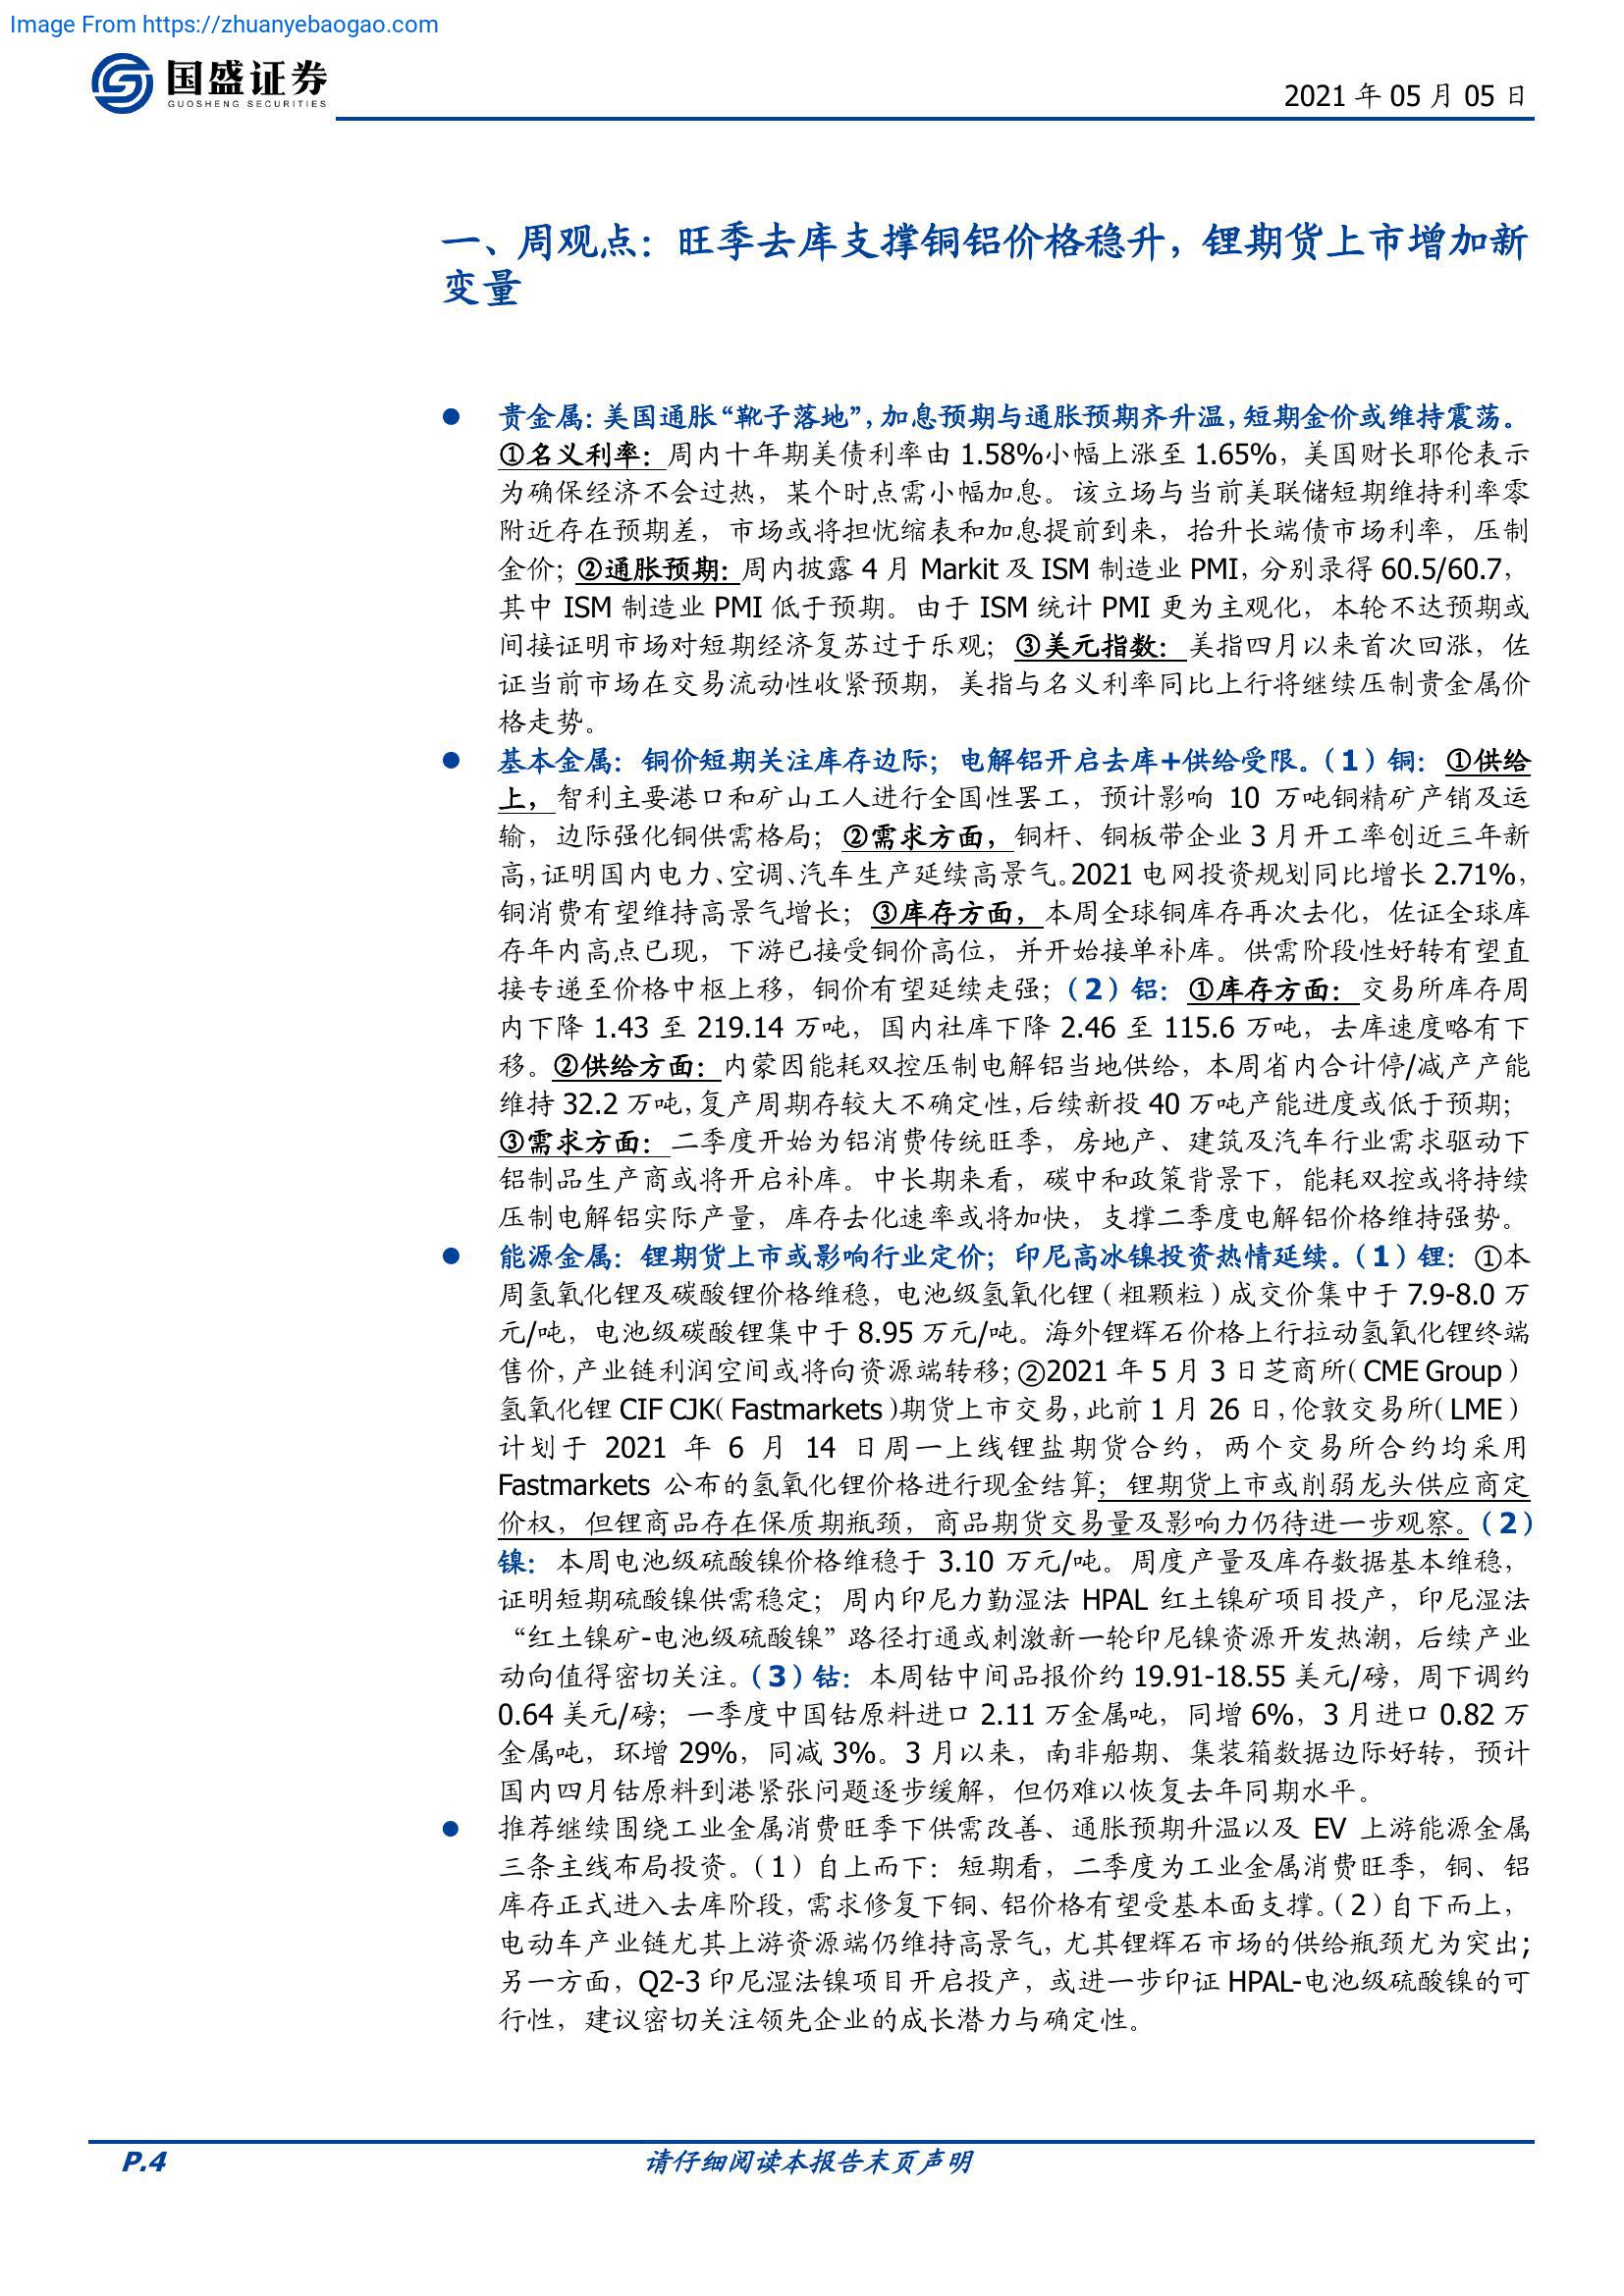 Image From https://zhuanyebaogao.com
国盛证券
GUOSHENG SECURITIES
2021 年 05 月 05 日
一、周观点：旺季去库支撑铜铝价格稳升，锂期货上市增加新
变量
● 贵金属：美国通胀“靴子落地”，加息预期与通胀预期齐升温，短期金价或维持震荡。
①名义利率：周内十年期美债利率由 1.58%小幅上涨至 1.65%，美国财长耶伦表示
为确保经济不会过热，某个时点需小幅加息。该立场与当前美联储短期维持利率零
附近存在预期差，市场或将担忧缩表和加息提前到来，抬升长端债市场利率，压制
金价；②通胀预期：周内披露 4 月 Markit 及 ISM 制造业 PMI，分别录得 60.5/60.7，
其中 ISM 制造业 PMI 低于预期。由于 ISM 统计 PMI 更为主观化，本轮不达预期或
间接证明市场对短期经济复苏过于乐观；③美元指数：美指四月以来首次回涨，佐
证当前市场在交易流动性收紧预期，美指与名义利率同比上行将继续压制贵金属价
格走势。
● 基本金属：铜价短期关注库存边际；电解铝开启去库+供给受限。（1）铜：①供给
上，智利主要港口和矿山工人进行全国性罢工，预计影响 10 万吨铜精矿产销及运
输，边际强化铜供需格局；②需求方面，铜杆、铜板带企业 3 月开工率创近三年新
高，证明国内电力、空调、汽车生产延续高景气。2021 电网投资规划同比增长 2.71%，
铜消费有望维持高景气增长；③库存方面，本周全球铜库存再次去化，佐证全球库
存年内高点已现，下游已接受铜价高位，并开始接单补库。供需阶段性好转有望直
接专递至价格中枢上移，铜价有望延续走强；（2）铝：①库存方面：交易所库存周
内下降 1.43 至 219.14 万吨，国内社库下降 2.46 至 115.6 万吨，去库速度略有下
移。②供给方面：内蒙因能耗双控压制电解铝当地供给，本周省内合计停/减产产能
维持 32.2 万吨，复产周期存较大不确定性，后续新投 40 万吨产能进度或低于预期；
③需求方面：二季度开始为铝消费传统旺季，房地产、建筑及汽车行业需求驱动下
铝制品生产商或将开启补库。中长期来看，碳中和政策背景下，能耗双控或将持续
压制电解铝实际产量，库存去化速率或将加快，支撑二季度电解铝价格维持强势。
● 能源金属：锂期货上市或影响行业定价；印尼高冰镍投资热情延续。（1）锂：①本
周氢氧化锂及碳酸锂价格维稳，电池级氢氧化锂（粗颗粒）成交价集中于 7.9-8.0 万
元/吨，电池级碳酸锂集中于 8.95 万元/吨。海外锂辉石价格上行拉动氢氧化锂终端
售价，产业链利润空间或将向资源端转移；②2021 年 5 月 3 日芝商所（CME Group）
氢氧化锂 CIF CJK（Fastmarkets）期货上市交易，此前 1 月 26 日，伦敦交易所（LME）
计划于 2021 年 6 月 14 日周一上线锂盐期货合约，两个交易所合约均采用
Fastmarkets 公布的氢氧化锂价格进行现金结算；锂期货上市或削弱龙头供应商定
价权，但锂商品存在保质期瓶颈，商品期货交易量及影响力仍待进一步观察。（2）
镍：本周电池级硫酸镍价格维稳于 3.10 万元/吨。周度产量及库存数据基本维稳，
证明短期硫酸镍供需稳定；周内印尼力勤湿法 HPAL 红土镍矿项目投产，印尼湿法
“红土镍矿-电池级硫酸镍”路径打通或刺激新一轮印尼镍资源开发热潮，后续产业
动向值得密切关注。（3）钴：本周钴中间品报价约 19.91-18.55 美元/磅，周下调约
0.64 美元/磅；一季度中国钴原料进口 2.11 万金属吨，同增 6%，3 月进口 0.82 万
金属吨，环增 29%，同减 3%。3 月以来，南非船期、集装箱数据边际好转，预计
国内四月钴原料到港紧张问题逐步缓解，但仍难以恢复去年同期水平。
● 推荐继续围绕工业金属消费旺季下供需改善、通胀预期升温以及 EV 上游能源金属
三条主线布局投资。（1）自上而下：短期看，二季度为工业金属消费旺季，铜、铝
库存正式进入去库阶段，需求修复下铜、铝价格有望受基本面支撑。（2）自下而上，
电动车产业链尤其上游资源端仍维持高景气，尤其锂辉石市场的供给瓶颈尤为突出；
另一方面，Q2-3 印尼湿法镍项目开启投产，或进一步印证 HPAL-电池级硫酸镍的可
行性，建议密切关注领先企业的成长潜力与确定性。
P.4
请仔细阅读本报告末页声明